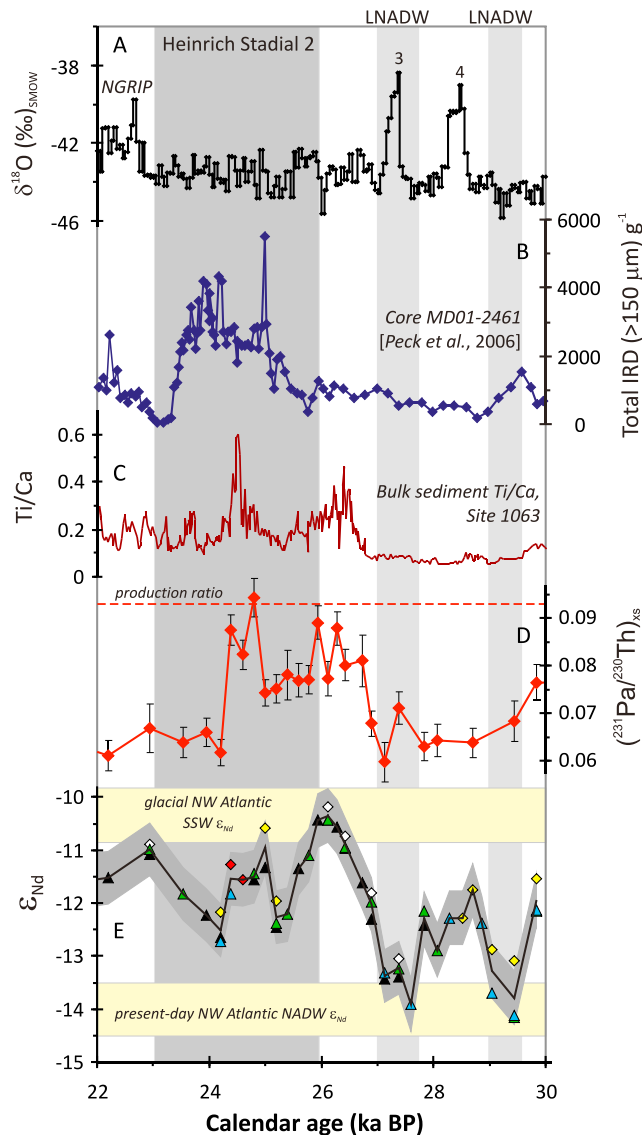 LNADW LNADW
A Heinrich Stadial 2
-38
-42
-46
δ18O (‰)SMOW
NGRIP
3
4
6000
4000
2000
0
Total IRD (>150 μm) g-1
B
Core MD01-2461
[Peck et al., 2006]
0.6
0.4
0.2
0
Ti/Ca
C
Bulk sediment Ti/Ca,
Site 1063
production ratio
D
0.09
0.08
0.07
0.06
(231Pa/230Th)xs
-10
-11
-12
-13
-14
-15
εNd
glacial NW Atlantic
SSW εNd
E
present-day NW Atlantic NADW εNd
22 24 26 28 30
Calendar age (ka BP)